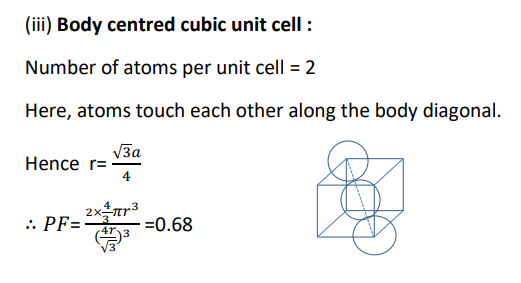 (iii) Body centred cubic unit cell :
Number of atoms per unit cell = 2
Here, atoms touch each other along the body diagonal.
Hence r= √3a/4
∴ PF= 2×4/3πr³/(4r/√3)³ =0.68